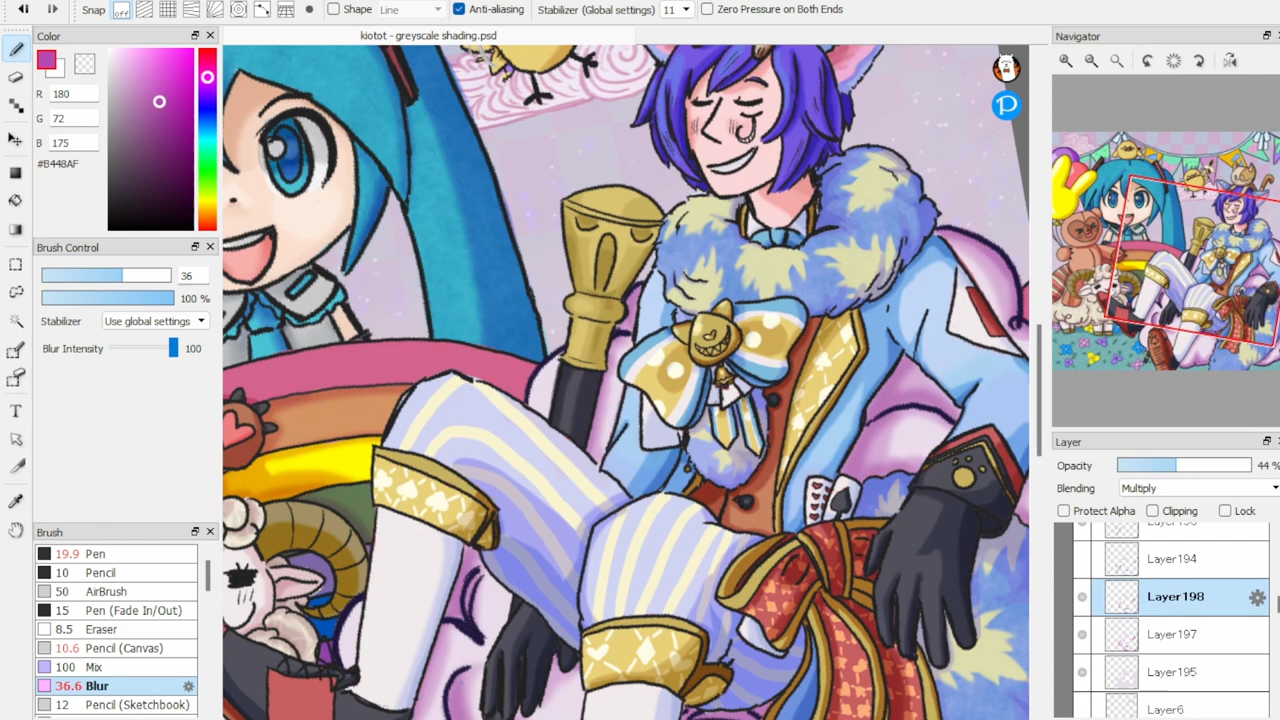 Snap off Shape Line Anti-aliasing Stabilizer (Global settings) 11 Zero Pressure on Both Ends
Color
kiotot - greyscale shading.psd
Navigator
R 180
G 72
B 175
#B448AF
P
Brush Control
36
100 %
Stabilizer Use global settings
Blur Intensity 100
T
Brush
19.9 Pen
10 Pencil
50 AirBrush
15 Pen (Fade In/Out)
8.5 Eraser
10.6 Pencil (Canvas)
100 Mix
36.6 Blur
12 Pencil (Sketchbook)
Layer
Opacity 44 %
Blending Multiply
Protect Alpha Clipping Lock
Layer194
Layer198
Layer197
Layer195
Layer6